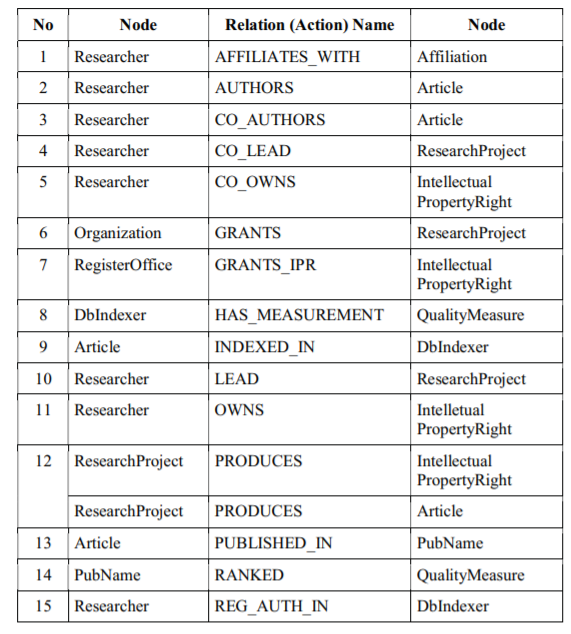 No Node Relation (Action) Name Node
1 Researcher AFFILIATES_WITH Affiliation
2 Researcher AUTHORS Article
3 Researcher CO_AUTHORS Article
4 Researcher CO_LEAD ResearchProject
5 Researcher CO_OWNS Intellectual
PropertyRight
6 Organization GRANTS ResearchProject
7 RegisterOffice GRANTS_IPR Intellectual
PropertyRight
8 DbIndexer HAS_MEASUREMENT QualityMeasure
9 Article INDEXED_IN DbIndexer
10 Researcher LEAD ResearchProject
11 Researcher OWNS Intelletual
PropertyRight
12 ResearchProject PRODUCES Intellectual
PropertyRight
ResearchProject PRODUCES Article
13 Article PUBLISHED_IN PubName
14 PubName RANKED QualityMeasure
15 Researcher REG_AUTH_IN DbIndexer